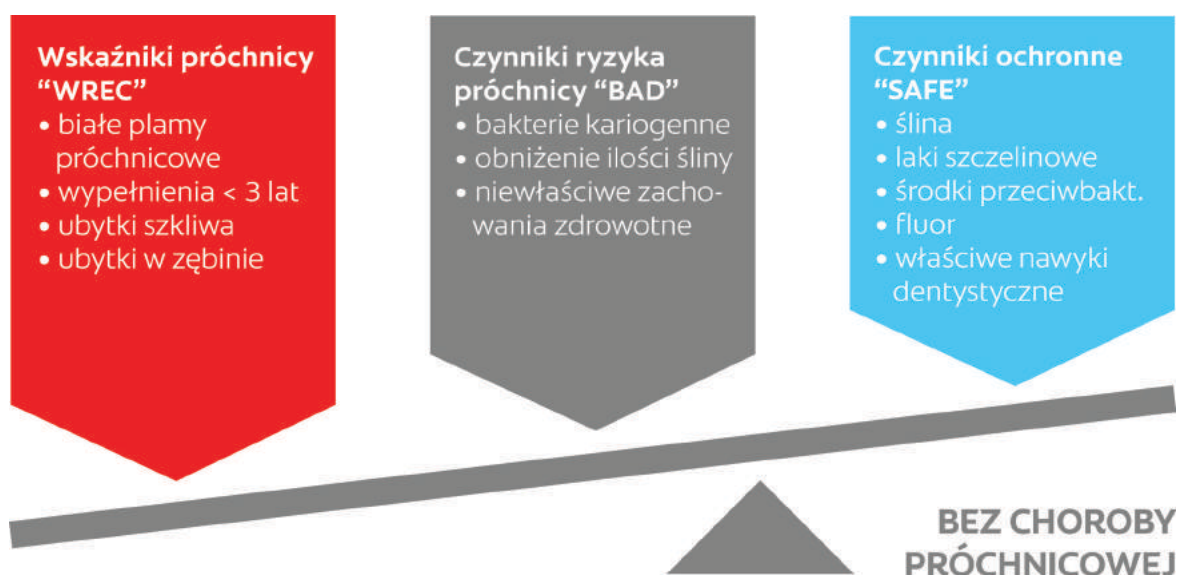 Wskaźniki próchnicy
“WREC”
• białe plamy
próchnicowe
• wypełnienia < 3 lat
• ubytki szkliwa
• ubytki w zębinie
Czynniki ryzyka
próchnicy “BAD”
• bakterie kariogenne
• obniżenie ilości śliny
• niewłaściwe zacho-
wania zdrowotne
Czynniki ochronne
“SAFE”
• ślina
• laki szczelinowe
• środki przeciwbakt.
• fluor
• właściwe nawyki
dentystyczne
BEZ CHOROBY
PRÓCHNICOWEJ